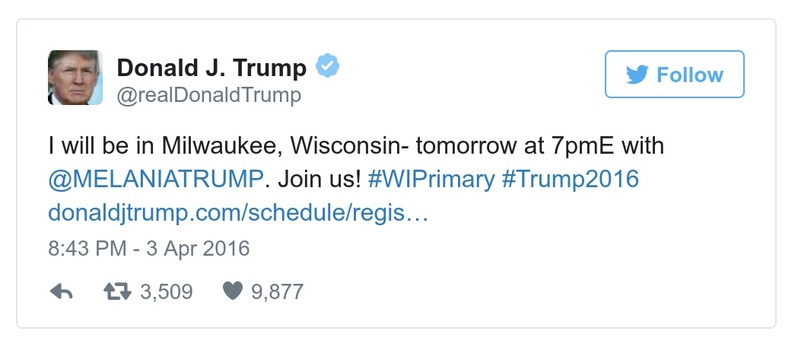 Donald J. Trump
@realDonaldTrump
Follow
I will be in Milwaukee, Wisconsin- tomorrow at 7pmE with
@MELANIATRUMP. Join us! #WIPrimary #Trump2016
donaldjtrump.com/schedule/regis…
8:43 PM - 3 Apr 2016
3,509 9,877